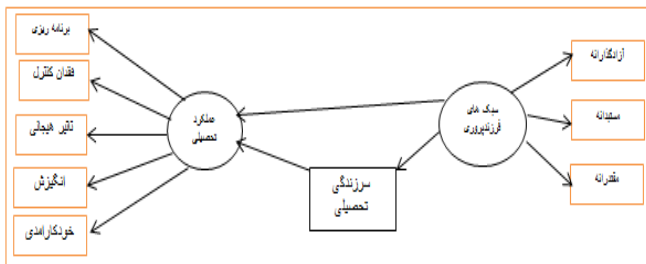 آزادگذارانه
مستبدانه
مقتدرانه
سبک های
فرزندپروری
سرزندگی
تحصیلی
عملکرد
تحصیلی
برنامه ریزی
فقدان کنترل
تاثیر هیجانی
انگیزش
خودکارامدی